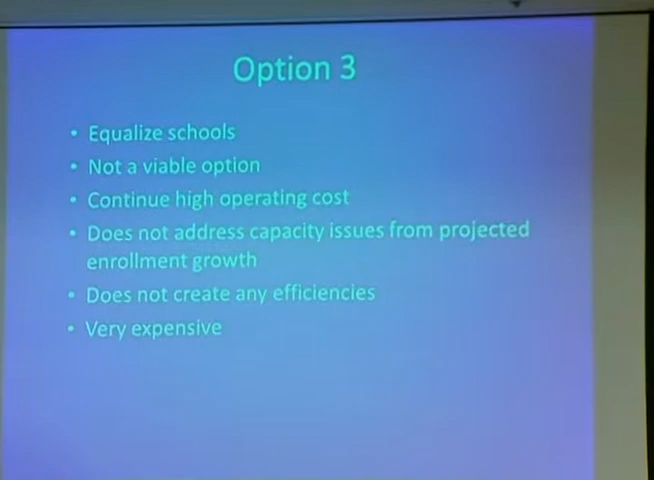 Option 3
• Equalize schools
• Not a viable option
• Continue high operating cost
• Does not address capacity issues from projected
enrollment growth
• Does not create any efficiencies
• Very expensive